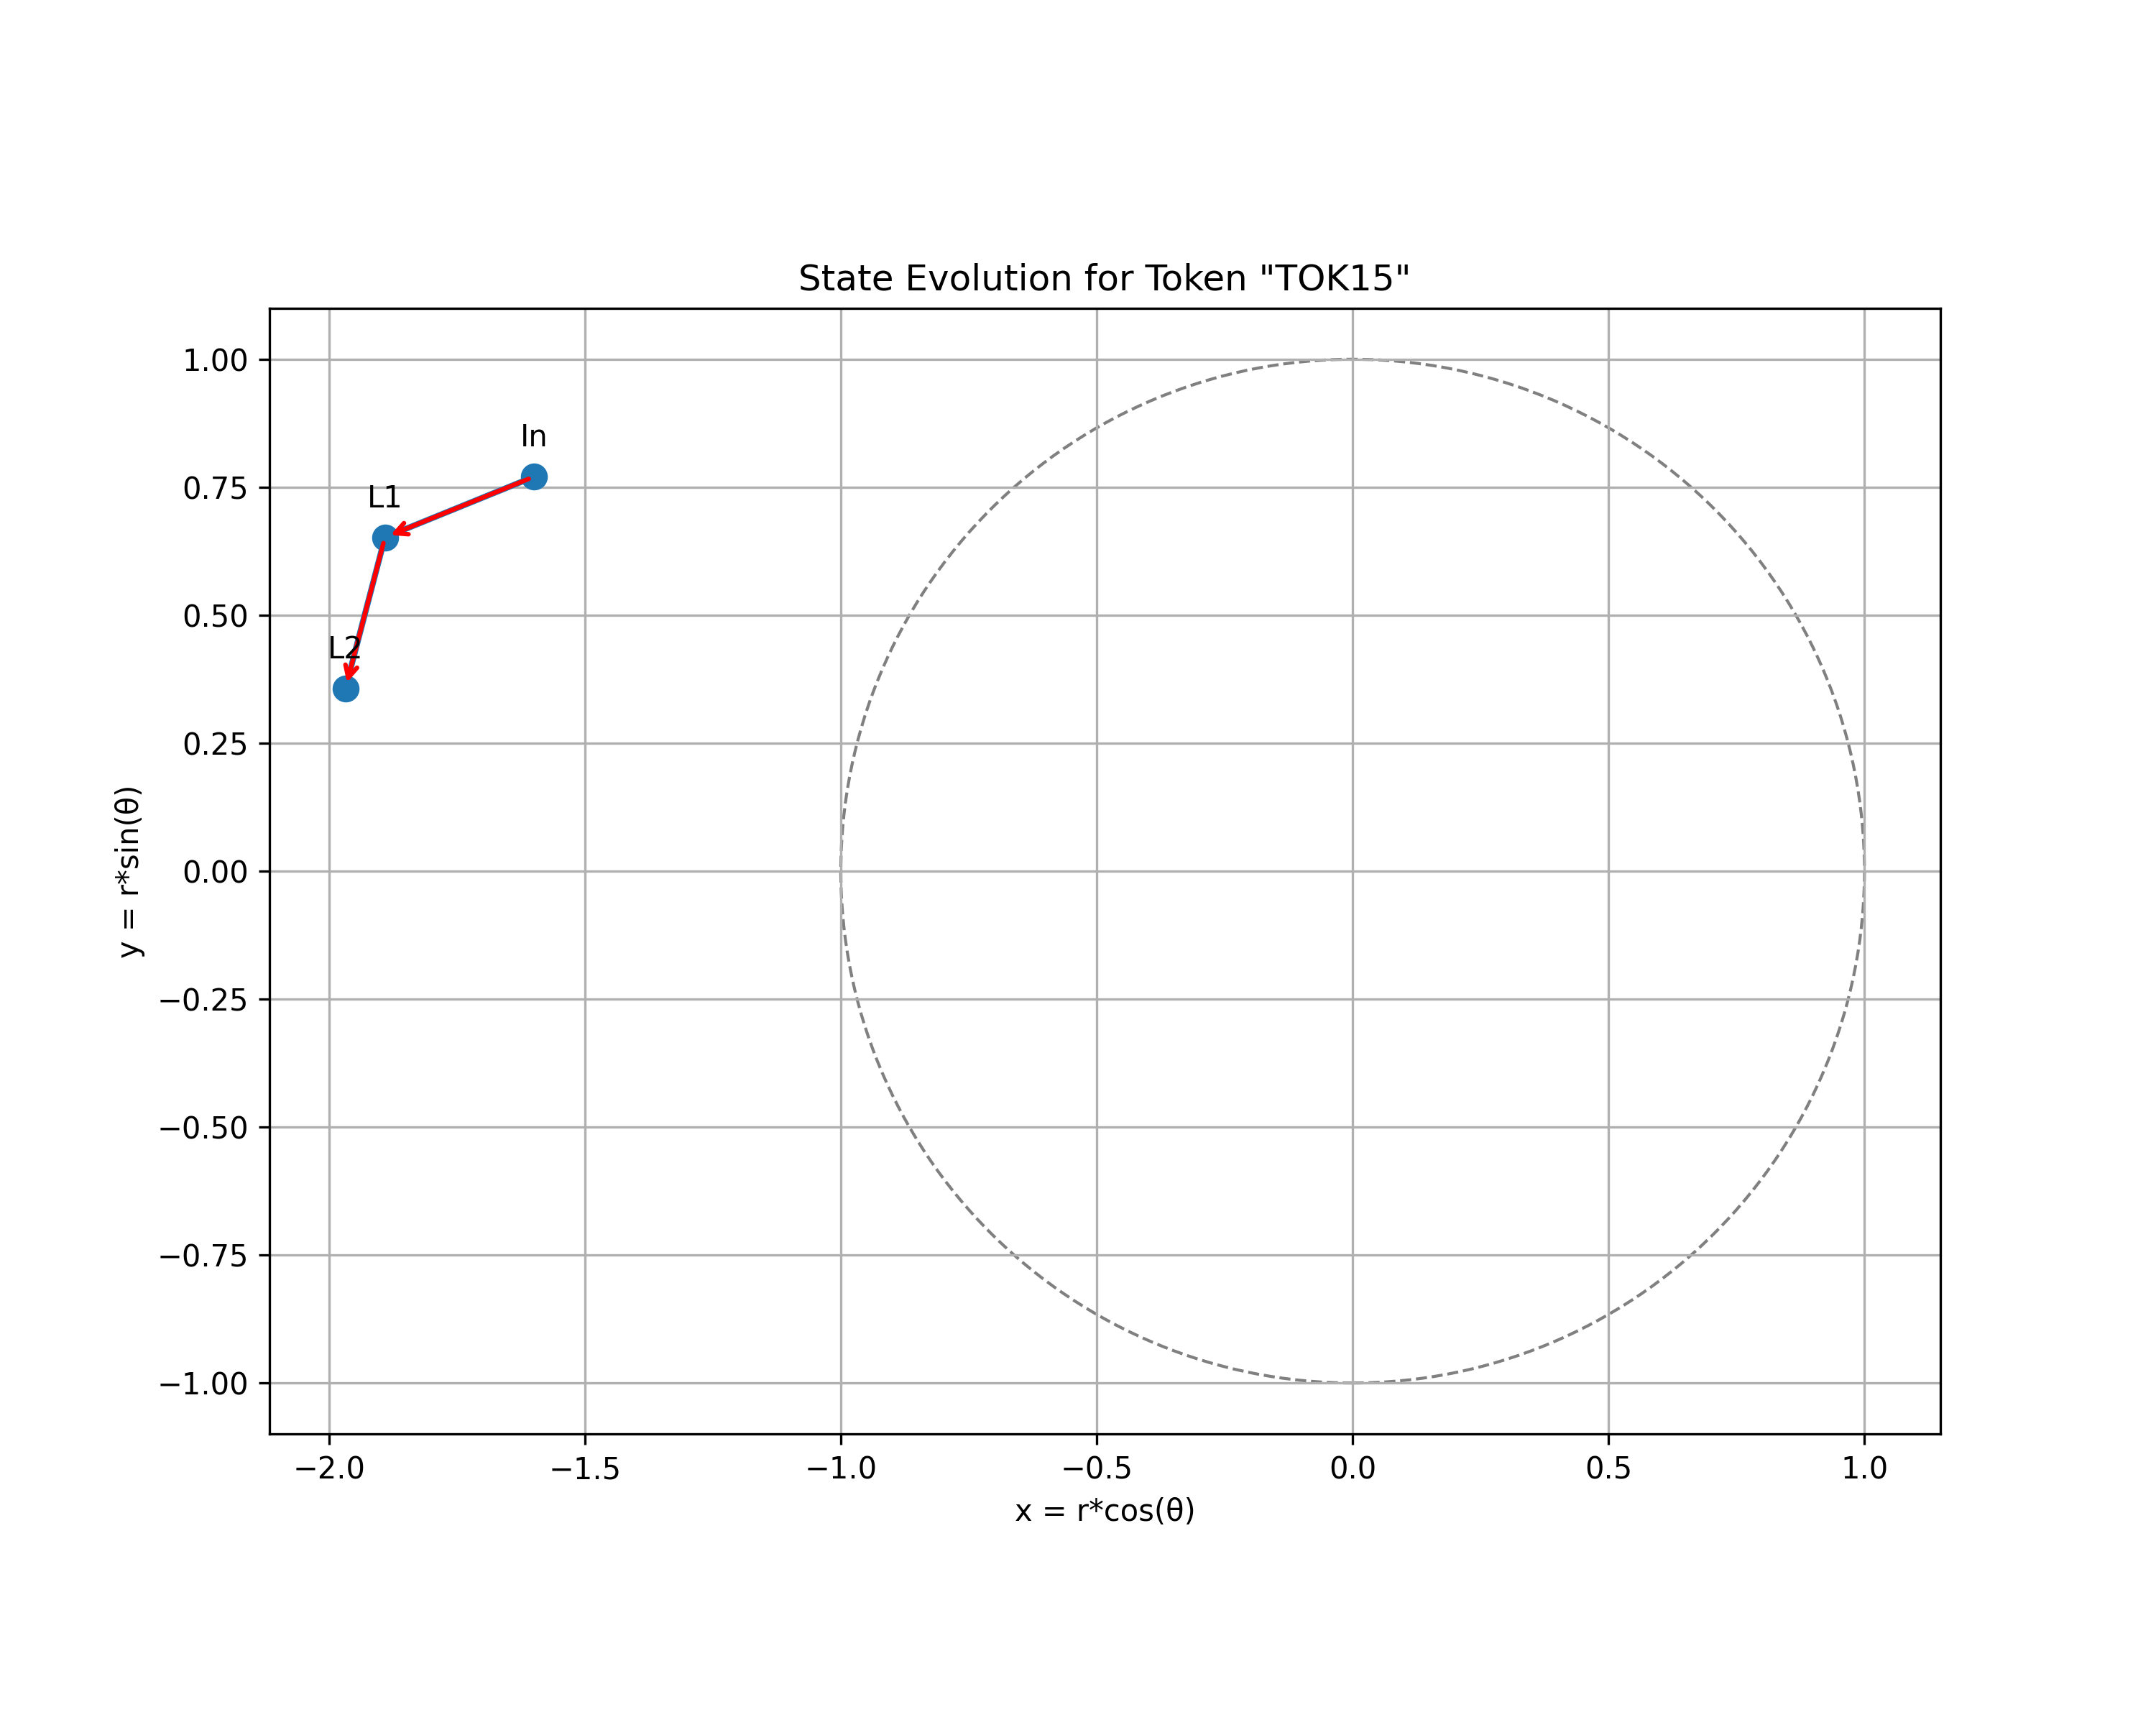 State Evolution for Token "TOK15"
1.00
0.75
0.50
0.25
0.00
−0.25
−0.50
−0.75
−1.00
y = r*sin(θ)
In
L1
L2
−2.0
−1.5
−1.0
−0.5
0.0
0.5
1.0
x = r*cos(θ)